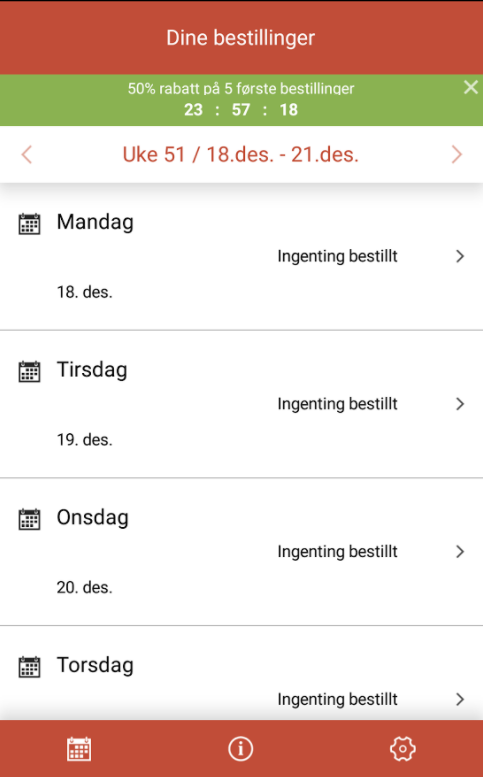 Dine bestillinger
50% rabatt på 5 første bestillinger
23 : 57 : 18
Uke 51 / 18.des. - 21.des.
Mandag
Ingenting bestillt
18. des.
Tirsdag
Ingenting bestillt
19. des.
Onsdag
Ingenting bestillt
20. des.
Torsdag
Ingenting bestillt